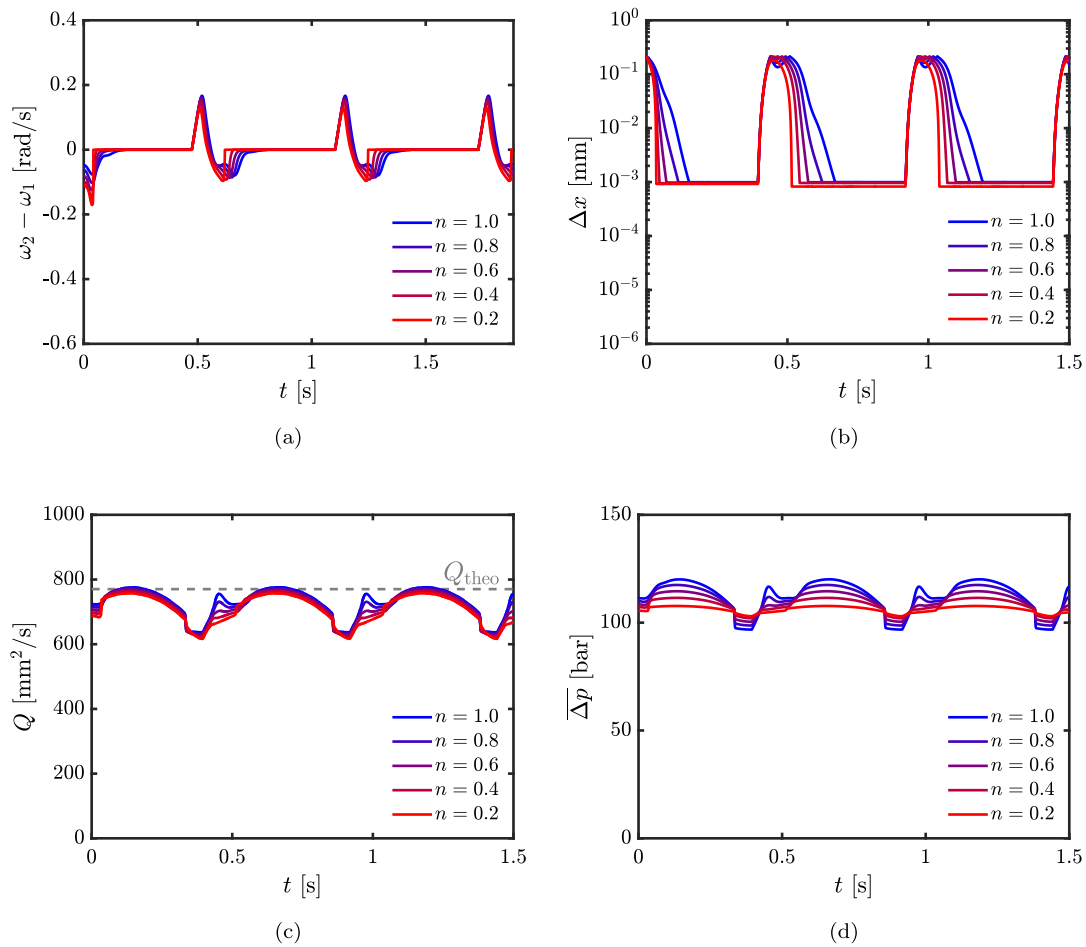 0.4
0.2
0
-0.2
-0.4
-0.6
0
0.5
1
1.5
ω₂ − ω₁ [rad/s]
t [s]
n = 1.0
n = 0.8
n = 0.6
n = 0.4
n = 0.2
(a)
10⁰
10⁻¹
10⁻²
10⁻³
10⁻⁴
10⁻⁵
10⁻⁶
0
0.5
1
1.5
Δx [mm]
t [s]
n = 1.0
n = 0.8
n = 0.6
n = 0.4
n = 0.2
(b)
1000
800
600
400
200
0
0
0.5
1
1.5
Q [mm²/s]
t [s]
Q_theo
n = 1.0
n = 0.8
n = 0.6
n = 0.4
n = 0.2
(c)
150
100
50
0
0
0.5
1
1.5
Δ̅p̅ [bar]
t [s]
n = 1.0
n = 0.8
n = 0.6
n = 0.4
n = 0.2
(d)